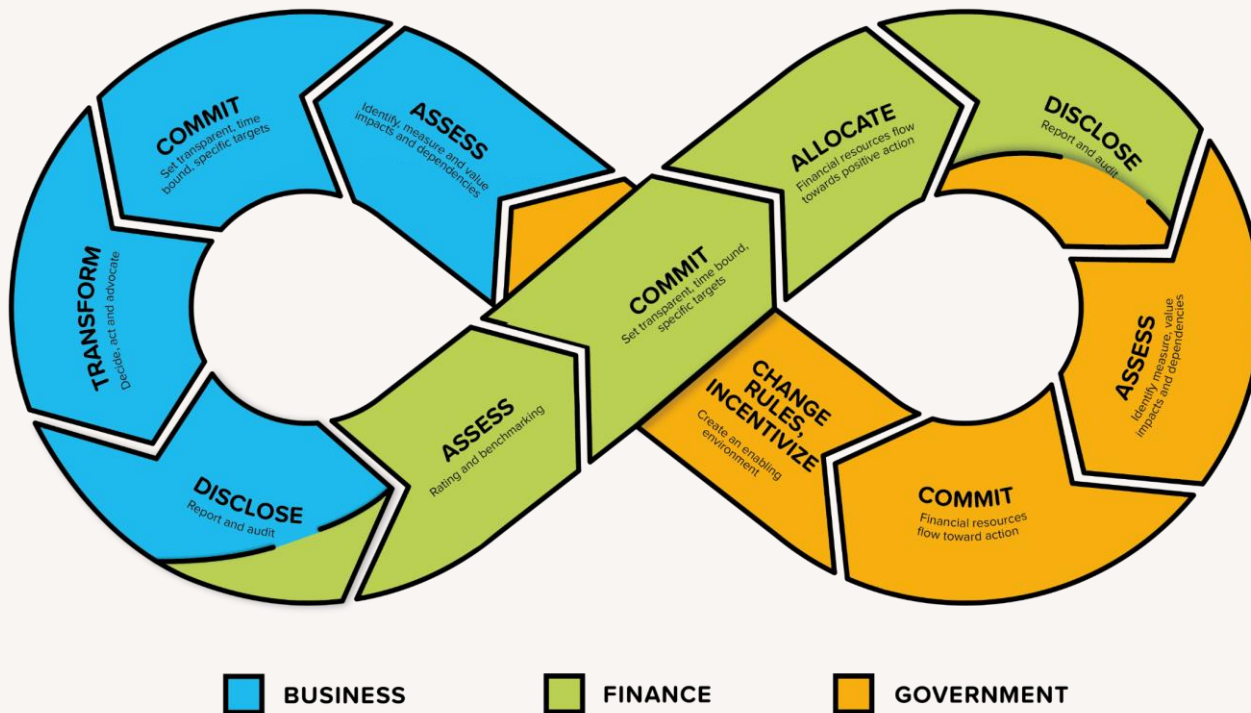 COMMIT
Set transparent, time
bound, specific targets
ASSESS
Identify, measure and value
impacts and dependencies
ALLOCATE
Financial resources flow
towards positive action
DISCLOSE
Report and audit
TRANSFORM
Decide, act and advocate
COMMIT
Set transparent, time bound,
specific targets
ASSESS
Identify measure, value
impacts and dependencies
DISCLOSE
Report and audit
ASSESS
Rating and benchmarking
CHANGE
RULES,
INCENTIVIZE
Create an enabling
environment
COMMIT
Financial resources
flow toward action
BUSINESS
FINANCE
GOVERNMENT